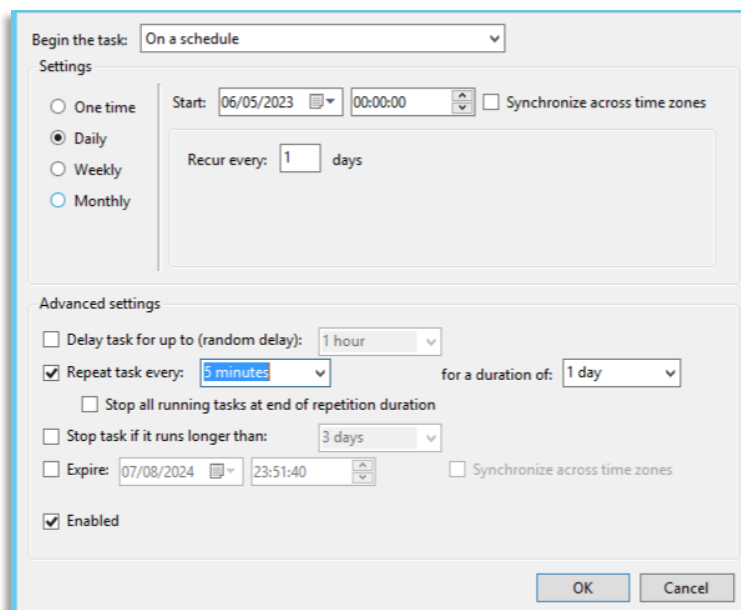 Begin the task: On a schedule
Settings
One time
Start: 06/05/2023 00:00:00 Synchronize across time zones
Daily
Recur every: 1 days
Weekly
Monthly
Advanced settings
Delay task for up to (random delay): 1 hour
Repeat task every: 5 minutes for a duration of: 1 day
Stop all running tasks at end of repetition duration
Stop task if it runs longer than: 3 days
Expire: 07/08/2024 23:51:40 Synchronize across time zones
Enabled
OK Cancel